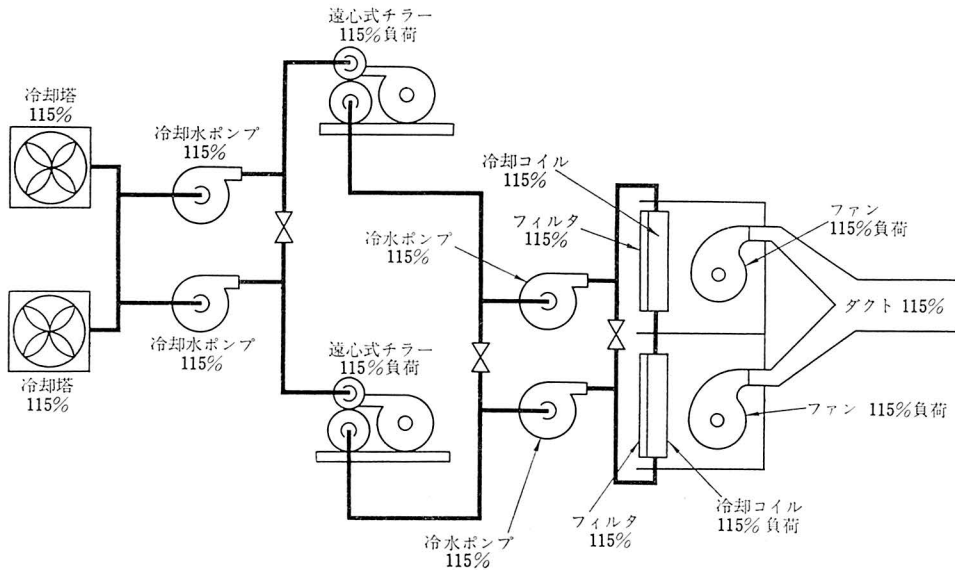 遠心式チラー
115%負荷
冷却塔
115%
冷却水ポンプ
115%
冷却コイル
115%
フィルタ
115%
ファン
115%負荷
冷水ポンプ
115%
ダクト 115%
冷却水ポンプ
115%
遠心式チラー
115%負荷
冷却塔
115%
ファン 115%負荷
冷水ポンプ
115%
フィルタ
115%
冷却コイル
115%負荷